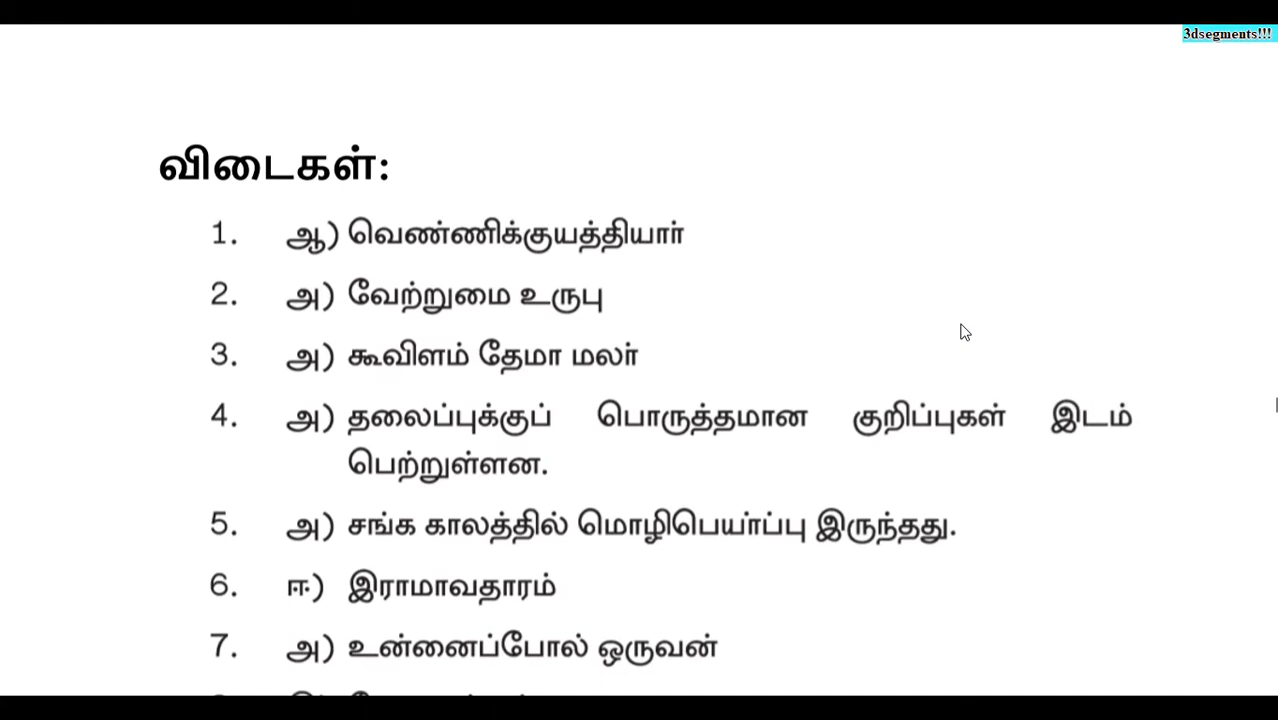 3dsegments!!!
விடைகள்:
1. ஆ) வெண்ணிக்குயத்தியார்
2. அ) வேற்றுமை உருபு
3. அ) கூவிளம் தேமா மலர்
4. அ) தலைப்புக்குப் பொருத்தமான குறிப்புகள் இடம்
பெற்றுள்ளன.
5. அ) சங்க காலத்தில் மொழிபெயர்ப்பு இருந்தது.
6. ஈ) இராமாவதாரம்
7. அ) உன்னைப்போல் ஒருவன்